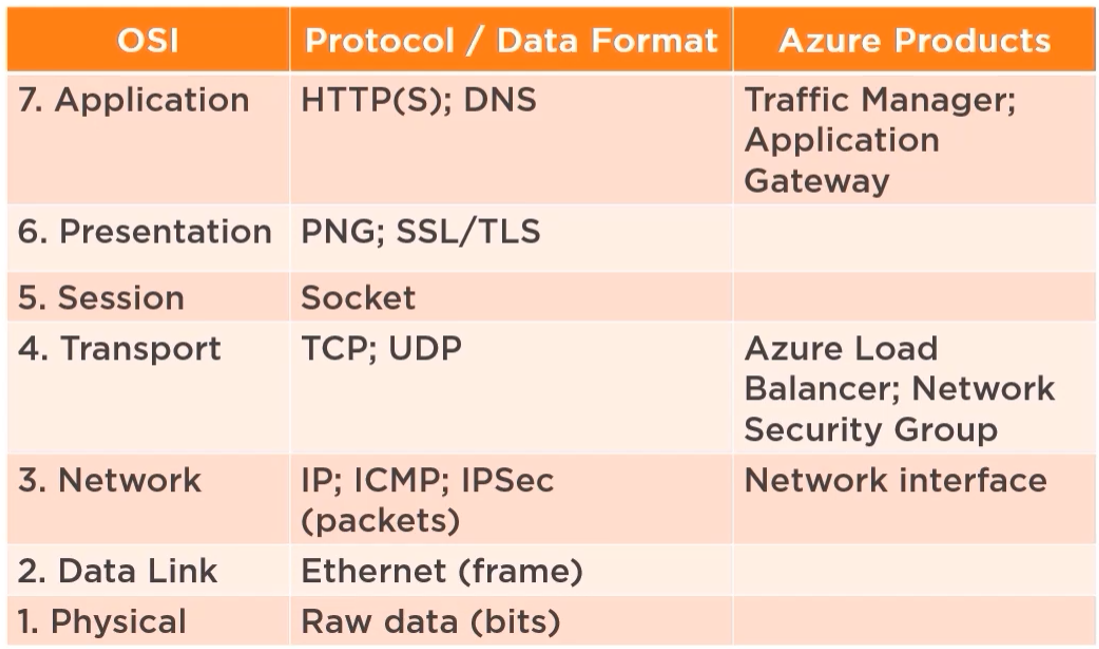 OSI Protocol / Data Format Azure Products
7. Application HTTP(S); DNS Traffic Manager;
Application
Gateway
6. Presentation PNG; SSL/TLS
5. Session Socket
4. Transport TCP; UDP Azure Load
Balancer; Network
Security Group
3. Network IP; ICMP; IPSec Network interface
(packets)
2. Data Link Ethernet (frame)
1. Physical Raw data (bits)